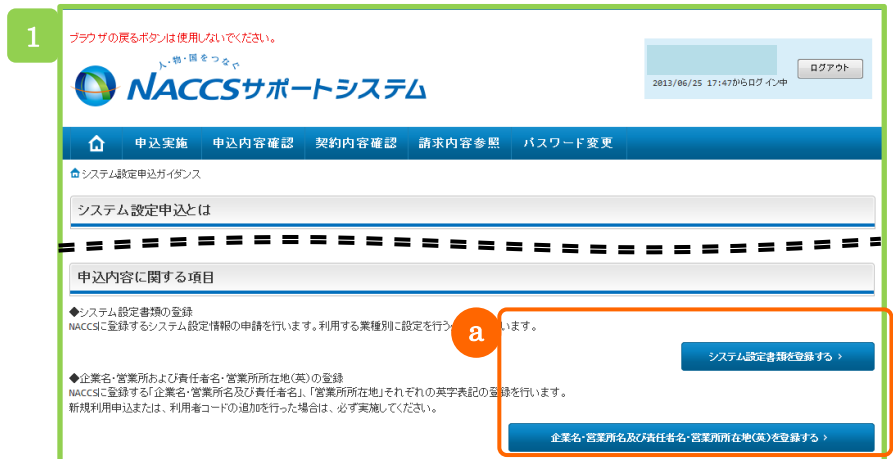 1
ブラウザの戻るボタンは使用しないでください。
人・物・国をつなぐ
NACCSサポートシステム
ログアウト
2013/06/25 17:47からログイン中
申込実施 申込内容確認 契約内容確認 請求内容参照 パスワード変更
システム設定申込ガイダンス
システム設定申込とは
申込内容に関する項目
◆システム設定書類の登録
NACCSに登録するシステム設定情報の申請を行います。利用する業種別に設定を行う います。
a
システム設定書類を登録する >
◆企業名・営業所および責任者名・営業所所在地(英)の登録
NACCSに登録する「企業名・営業所名及び責任者名」、「営業所所在地」それぞれの英字表記の登録を行います。
新規利用申込または、利用者コードの追加を行った場合は、必ず実施してください。
企業名・営業所名及び責任者名・営業所所在地(英)を登録する >